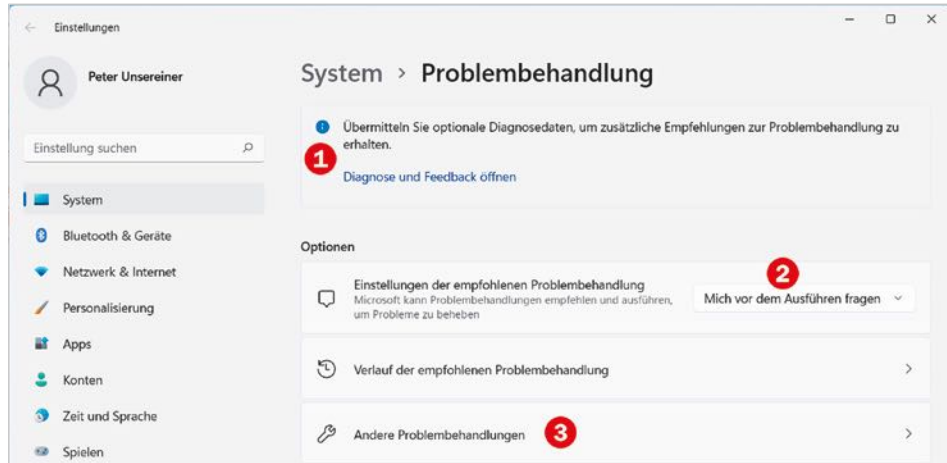 Einstellungen
Peter Unsereiner
Einstellung suchen
System
Bluetooth & Geräte
Netzwerk & Internet
Personalisierung
Apps
Konten
Zeit und Sprache
Spielen
System > Problembehandlung
Übermitteln Sie optionale Diagnosedaten, um zusätzliche Empfehlungen zur Problembehandlung zu
erhalten.
1
Diagnose und Feedback öffnen
Optionen
2
Einstellungen der empfohlenen Problembehandlung
Microsoft kann Problembehandlungen empfehlen und ausführen,
um Probleme zu beheben
Mich vor dem Ausführen fragen
Verlauf der empfohlenen Problembehandlung
Andere Problembehandlungen 3